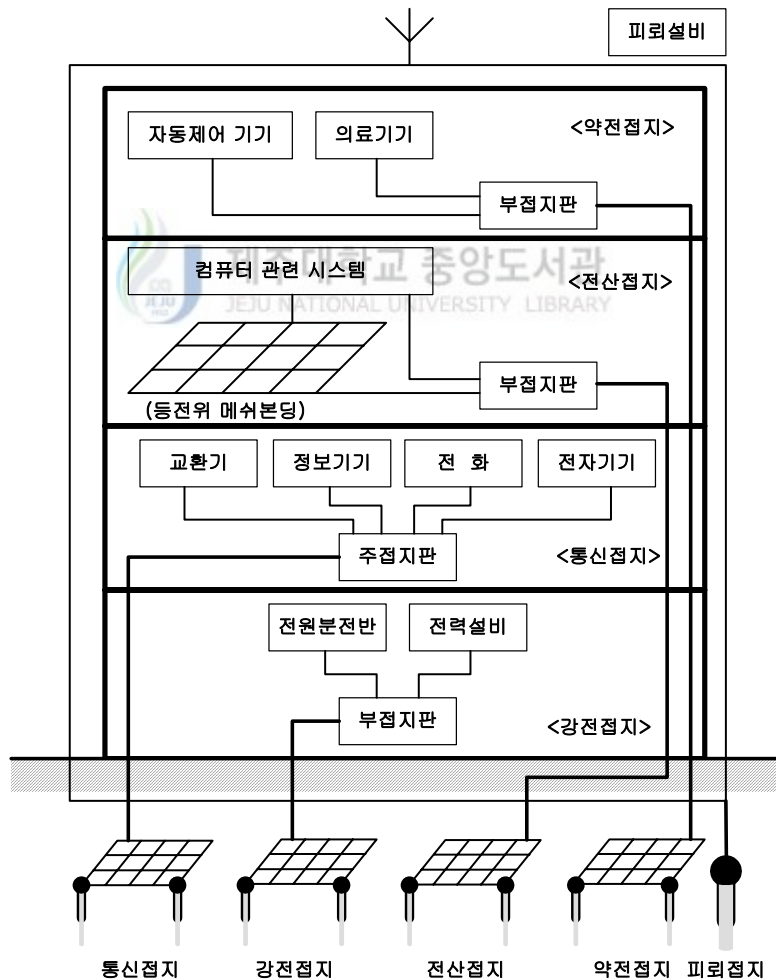 피뢰설비
자동제어 기기
의료기기
<약전접지>
부접지판
제주대학교 중앙도서관
JEJU NATIONAL UNIVERSITY LIBRARY
컴퓨터 관련 시스템
<전산접지>
부접지판
(등전위 메쉬본딩)
교환기
정보기기
전 화
전자기기
주접지판
<통신접지>
전원분전반
전력설비
부접지판
<강전접지>
통신접지
강전접지
전산접지
약전접지
피뢰접지